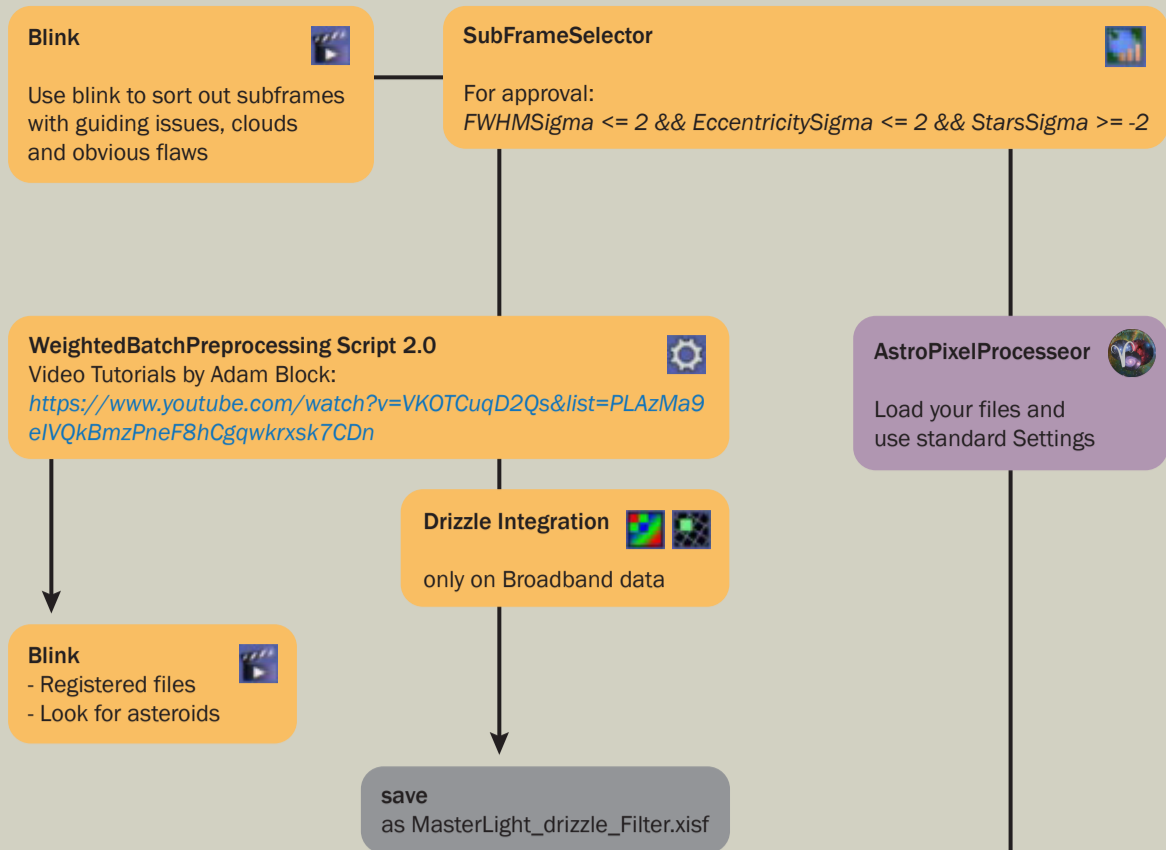 Blink
Use blink to sort out subframes
with guiding issues, clouds
and obvious flaws
SubFrameSelector
For approval:
FWHMSigma <= 2 && EccentricitySigma <= 2 && StarsSigma >= -2
WeightedBatchPreprocessing Script 2.0
Video Tutorials by Adam Block:
https://www.youtube.com/watch?v=VKOTCuqD2Qs&list=PLAzMa9
eIVQkBmzPneF8hCgqwkrxsk7CDn
AstroPixelProcesseor
Load your files and
use standard Settings
Drizzle Integration
only on Broadband data
Blink
- Registered files
- Look for asteroids
save
as MasterLight_drizzle_Filter.xisf